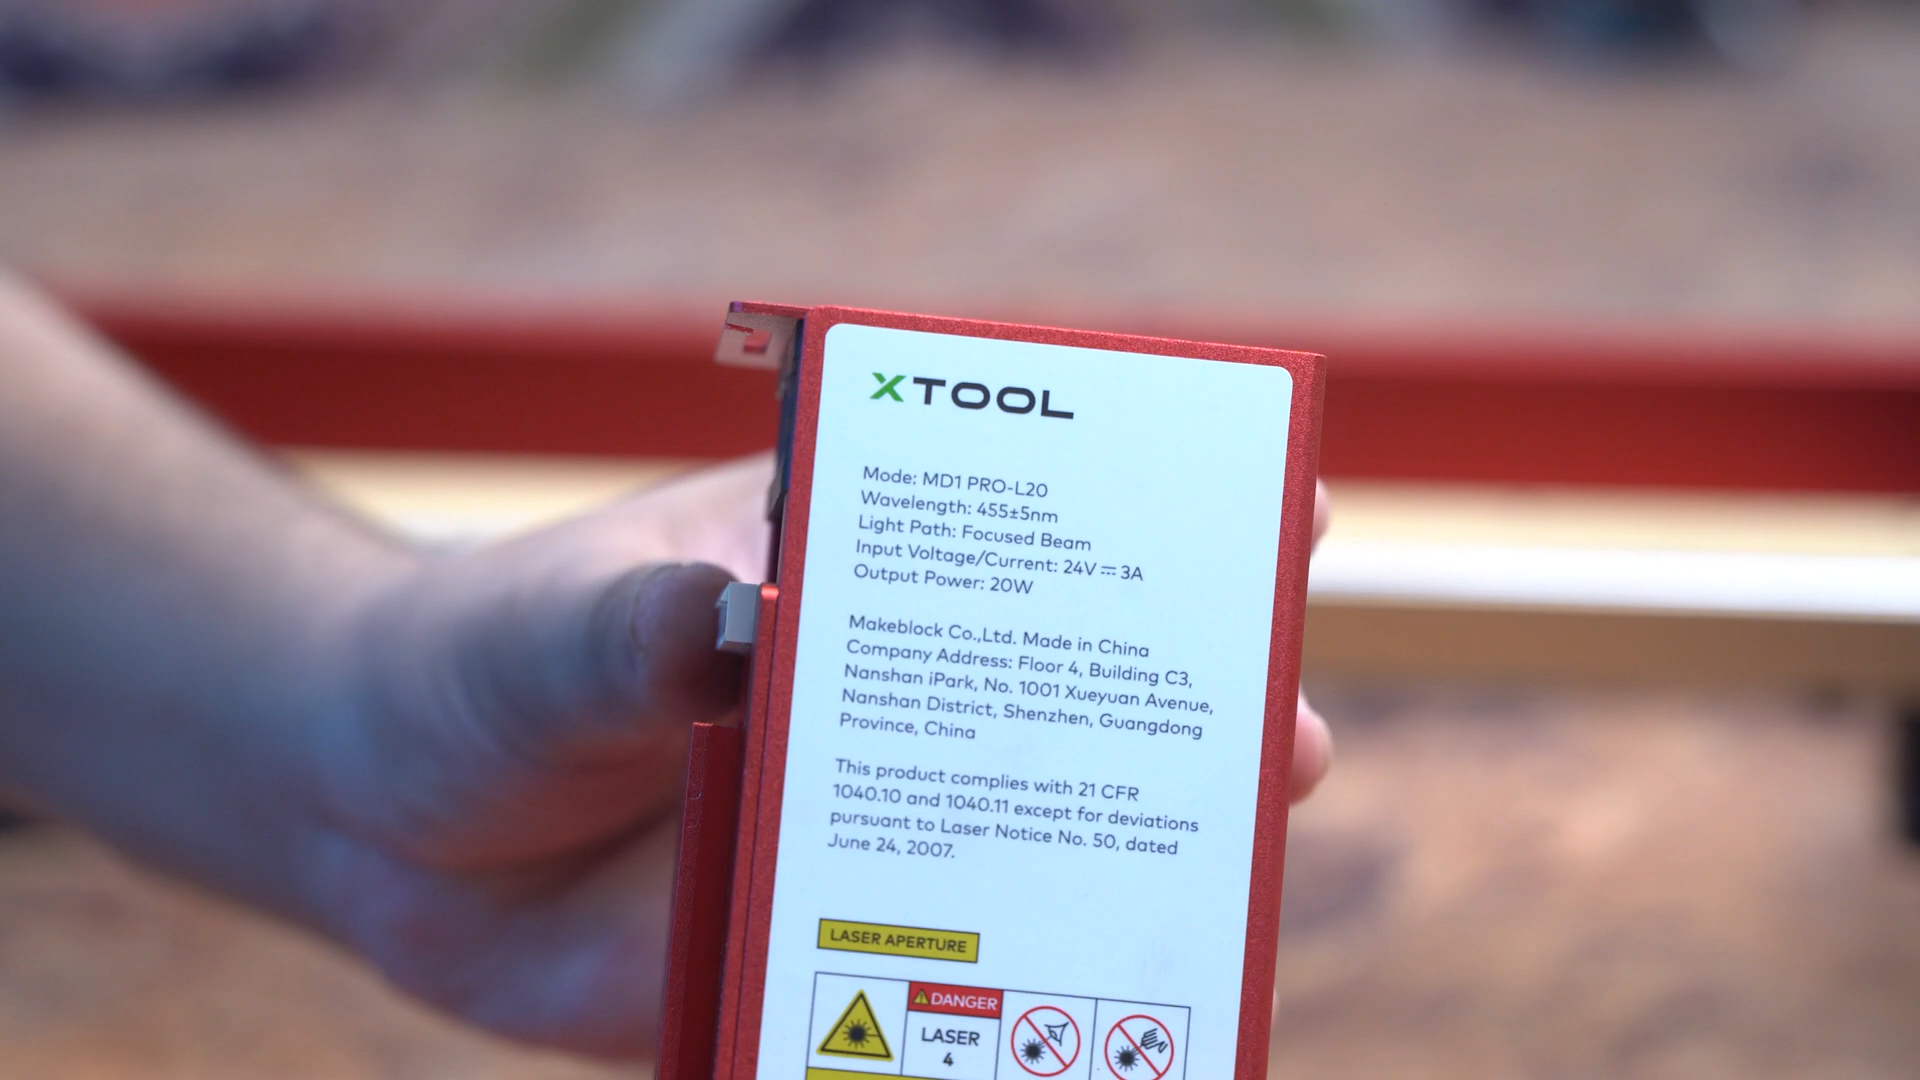 XTOOL
Mode: MD1 PRO-L20
Wavelength: 455±5nm
Light Path: Focused Beam
Input Voltage/Current: 24V ⎓ 3A
Output Power: 20W
Makeblock Co.,Ltd. Made in China
Company Address: Floor 4, Building C3,
Nanshan iPark, No. 1001 Xueyuan Avenue,
Nanshan District, Shenzhen, Guangdong
Province, China
This product complies with 21 CFR
1040.10 and 1040.11 except for deviations
pursuant to Laser Notice No. 50, dated
June 24, 2007.
LASER APERTURE
DANGER
LASER
4